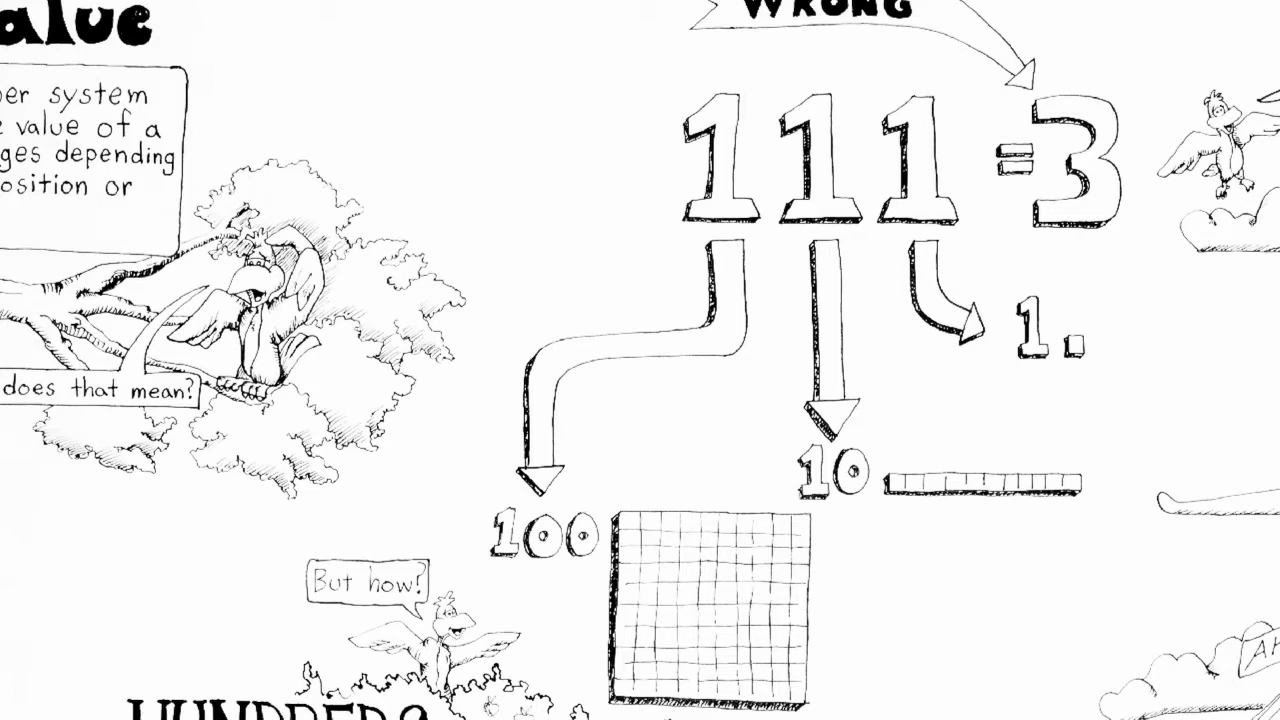 alue
WRONG
er system
value of a
ges depending
osition or
111 = 3
1.
does that mean?
10
100
But how?